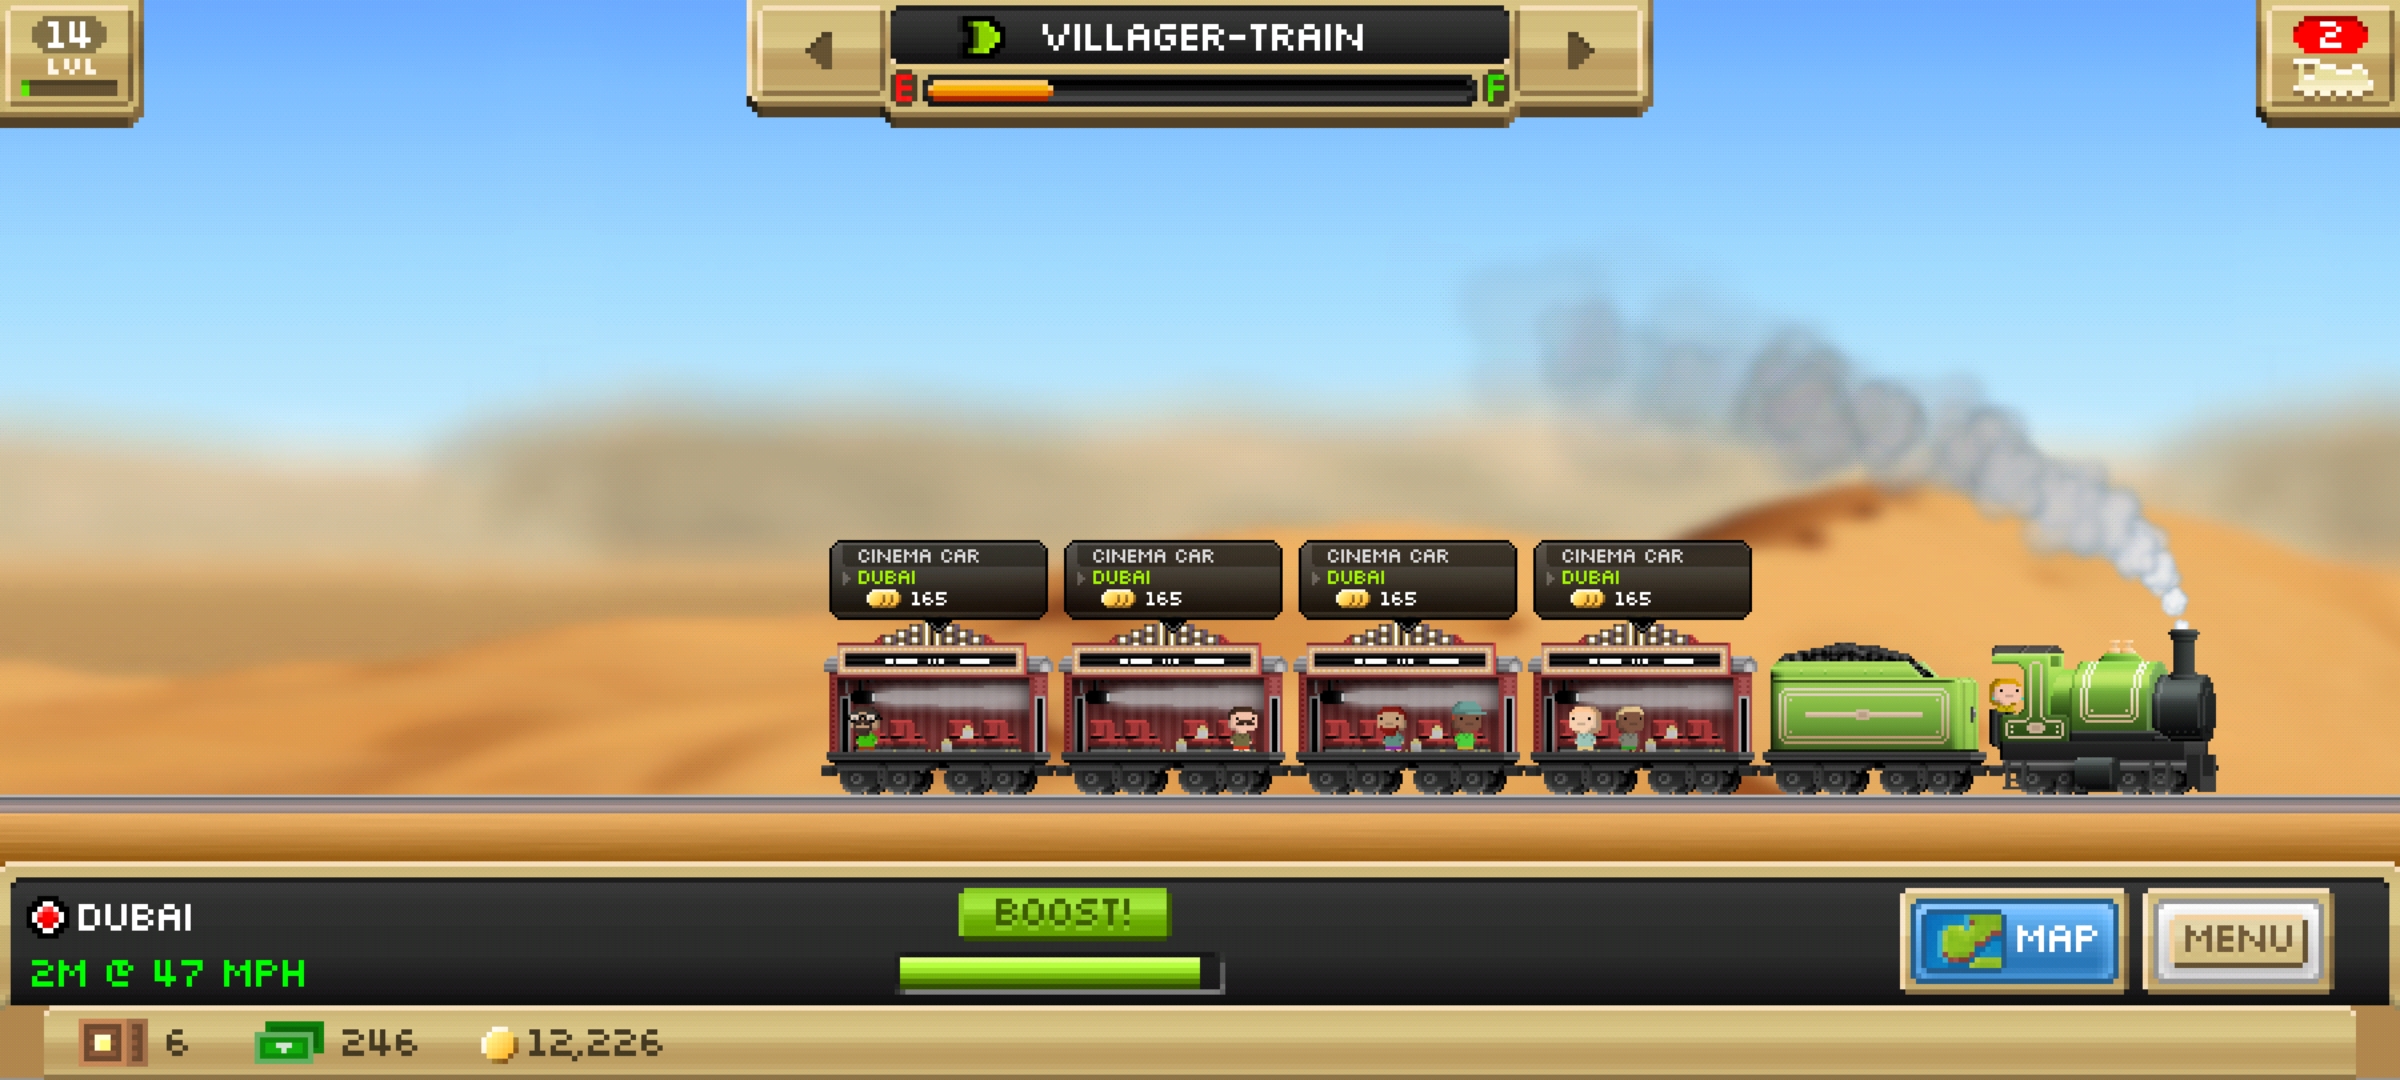 14
LVL
VILLAGER-TRAIN
E F
2
CINEMA CAR
DUBAI
165
CINEMA CAR
DUBAI
165
CINEMA CAR
DUBAI
165
CINEMA CAR
DUBAI
165
DUBAI
2M @ 47 MPH
BOOST!
MAP
MENU
6
246
12,226